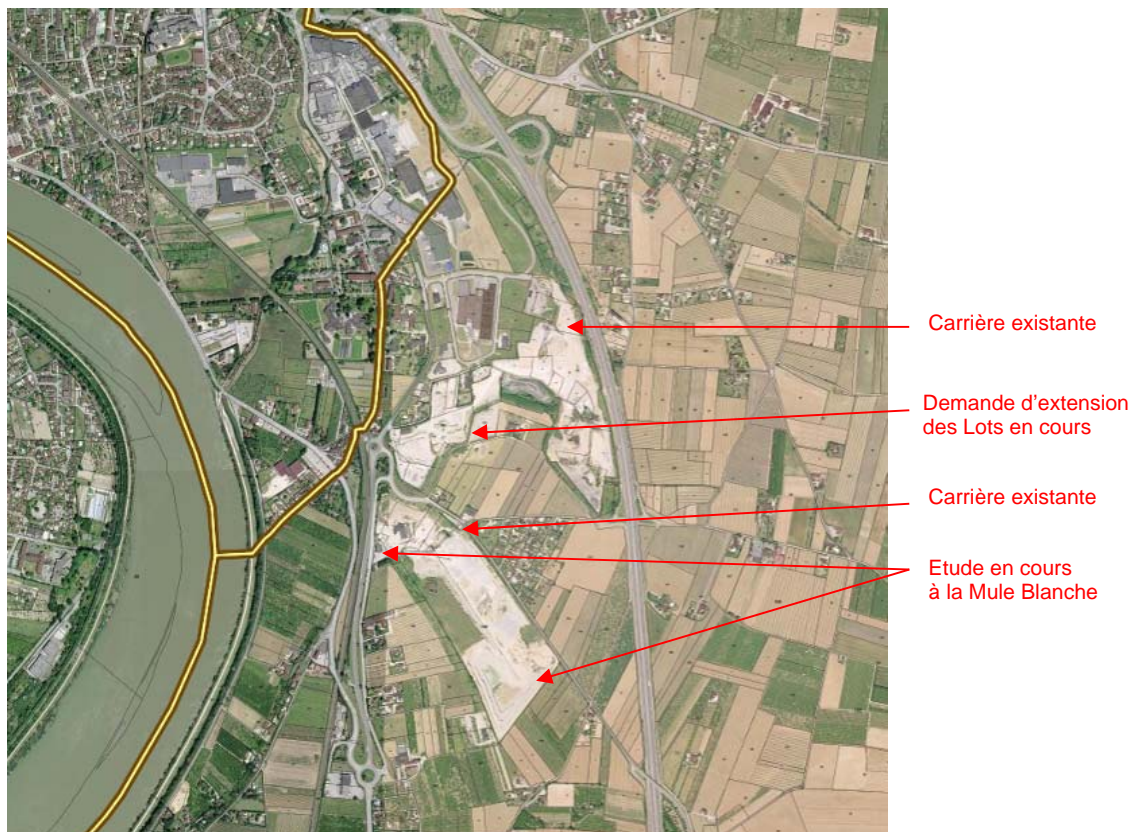 Carrière existante
Demande d'extension
des Lots en cours
Carrière existante
Etude en cours
à la Mule Blanche